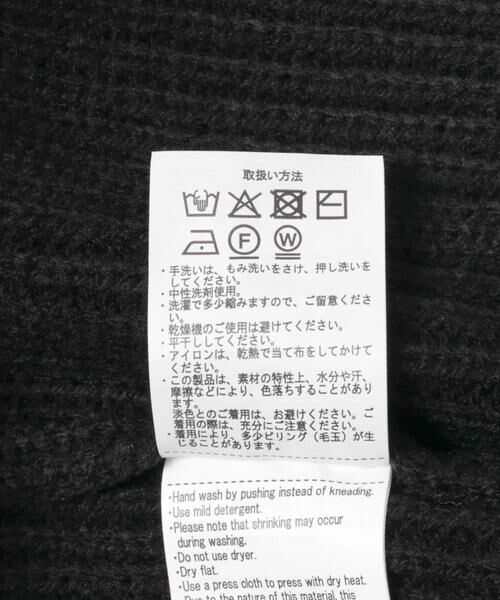 取扱い方法
F W
・手洗いは、もみ洗いをさけ、押し洗いを
してください。
・中性洗剤使用。
・洗濯で多少縮みますので、ご留意くださ
い。
・乾燥機のご使用は避けてください。
・平干ししてください。
・アイロンは、乾熱で当て布をしてかけて
ください。
・この製品は、素材の特性上、水分や汗、
摩擦などにより、色落ちすることがあり
ます。
淡色とのご着用は、お避けください。ご
着用の際は、充分にご注意ください。
・着用により、多少ピリング（毛玉）が生
じることがあります。
・Hand wash by pushing instead of kneading.
・Use mild detergent.
・Please note that shrinking may occur
during washing.
・Do not use dryer.
・Dry flat.
・Use a press cloth to press with dry heat.
Due to the nature of this material, this